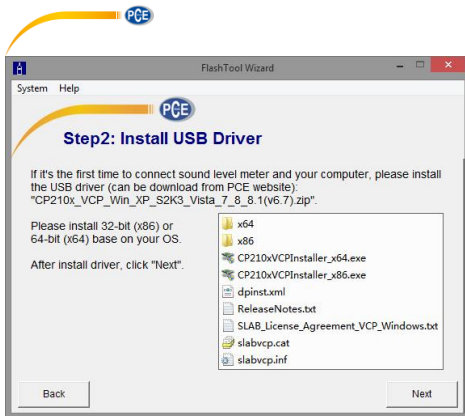 PCE
FlashTool Wizard
System Help
PCE
Step2: Install USB Driver
If it's the first time to connect sound level meter and your computer, please install
the USB driver (can be download from PCE website):
"CP210x_VCP_Win_XP_S2K3_Vista_7_8_8.1(v6.7).zip".
Please install 32-bit (x86) or
64-bit (x64) base on your OS.
After install driver, click "Next".
x64
x86
CP210xVCPInstaller_x64.exe
CP210xVCPInstaller_x86.exe
dpinst.xml
ReleaseNotes.txt
SLAB_License_Agreement_VCP_Windows.txt
slabvcp.cat
slabvcp.inf
Back Next